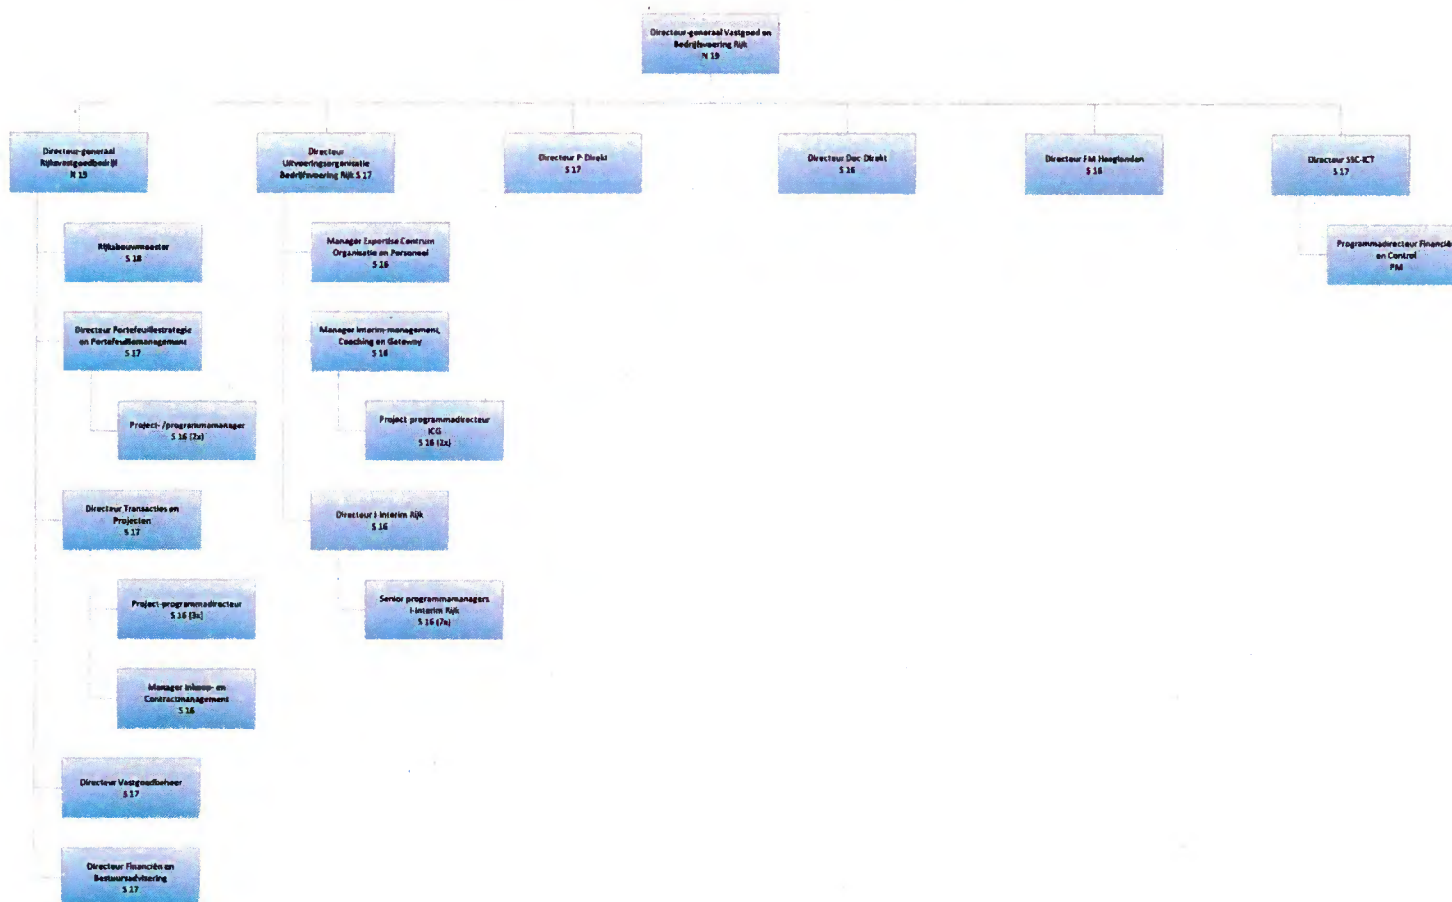 Directeur-generaal Vastgoed en
Bedrijfsvoering Rijk
N 19
Directeur-generaal
Rijksvastgoedbedrijf
N 19
Directeur
Uitvoeringsorganisatie
Bedrijfsvoering Rijk S 17
Directeur P-Direkt
S 17
Directeur Doc-Direkt
S 16
Directeur FM Haaglanden
S 16
Directeur SSC-ICT
S 17
Rijksbouwmeester
S 18
Manager Expertise Centrum
Organisatie en Personeel
S 16
Programmadirecteur Financiën
en Control
PM
Directeur Portefeuillestrategie
en Portefeuillemanagement
S 17
Manager Interim-management,
Coaching en Gateway
S 16
Project- /programmamanager
S 16 (2x)
Project programmadirecteur
ICG
S 16 (2x)
Directeur Transacties en
Projecten
S 17
Directeur I-Interim Rijk
S 16
Project-programmadirecteur
S 16 (3x)
Senior programmamanagers
I-Interim Rijk
S 16 (7x)
Manager Inkoop- en
Contractmanagement
S 16
Directeur Vastgoedbeheer
S 17
Directeur Financiën en
Bestuursadvisering
S 17